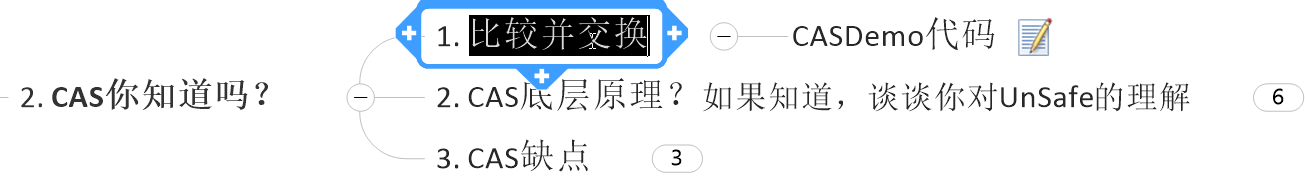 1. 比较并交换
CASDemo代码
2. CAS你知道吗？
2. CAS底层原理？如果知道，谈谈你对UnSafe的理解
6
3. CAS缺点
3